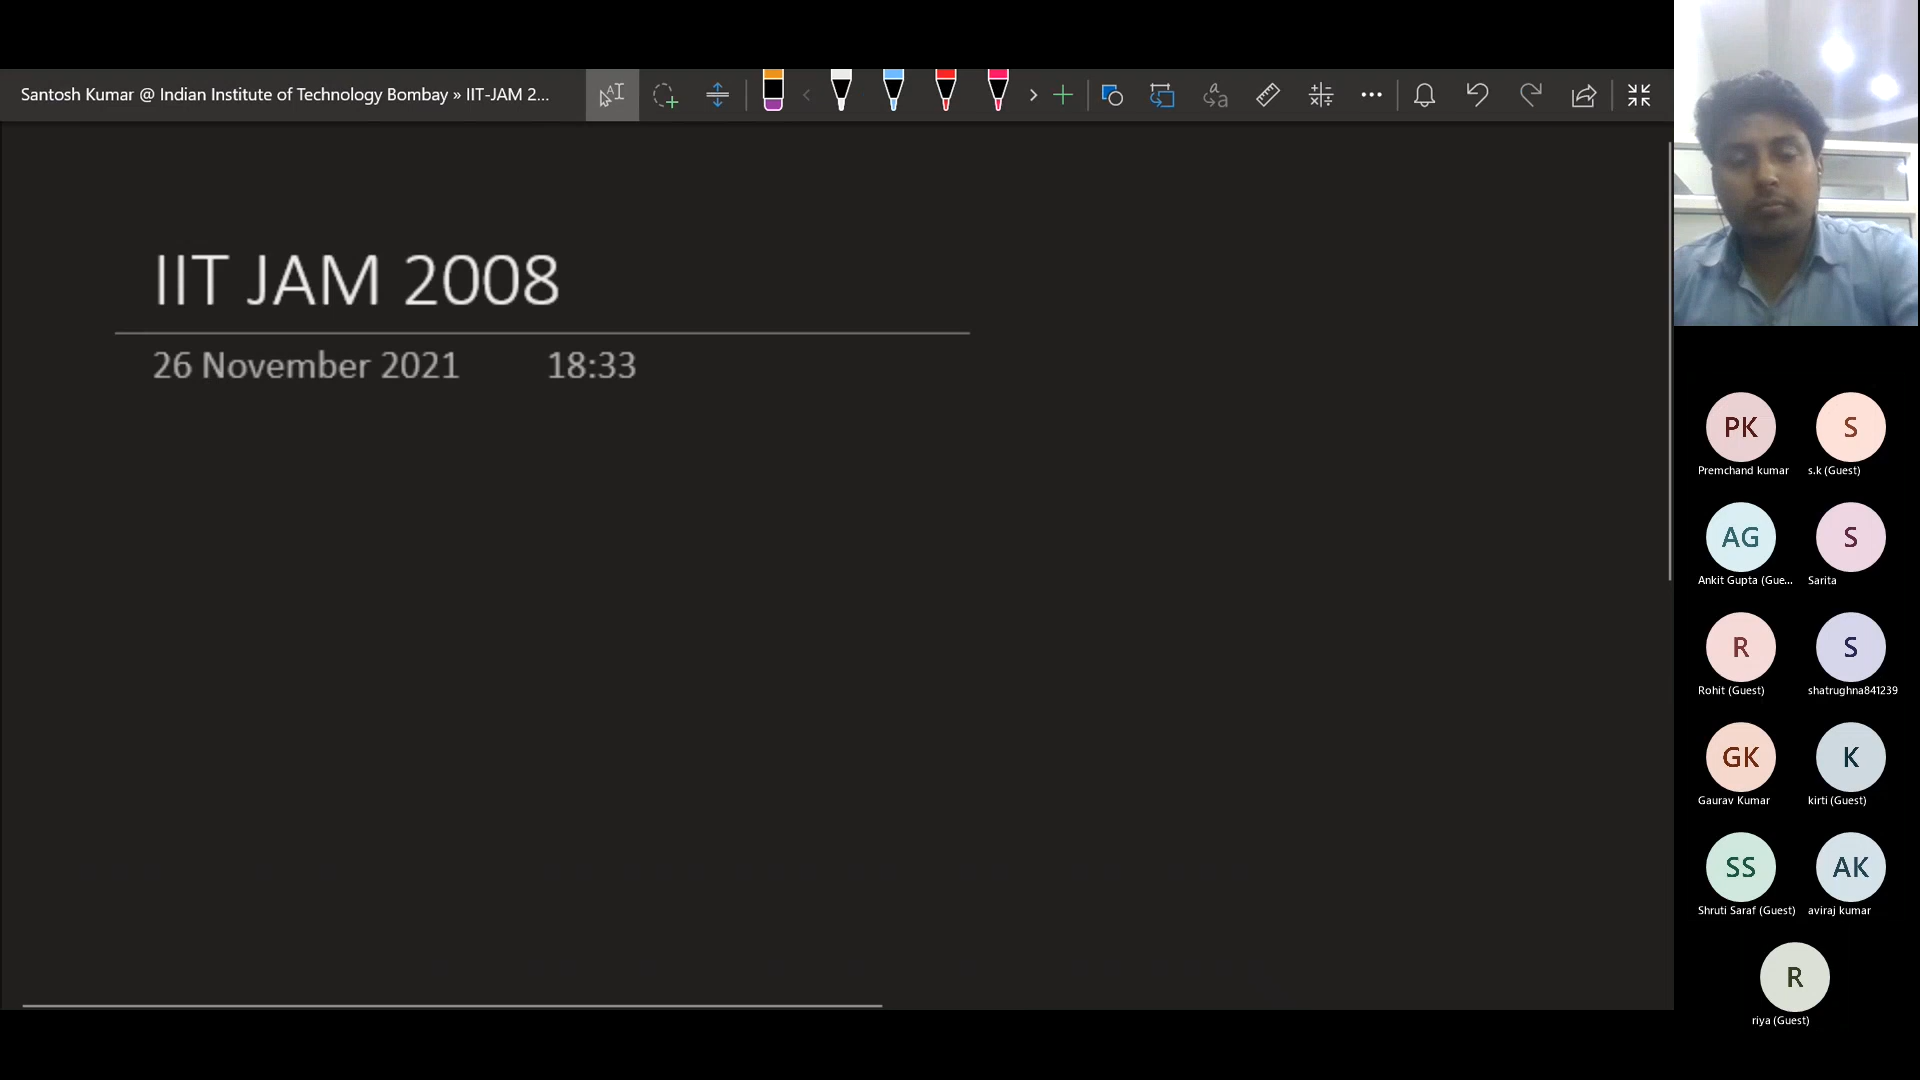 Santosh Kumar @ Indian Institute of Technology Bombay » IIT-JAM 2...
IIT JAM 2008
26 November 2021 18:33
PK
Premchand kumar
S
s.k (Guest)
AG
Ankit Gupta (Gue...
S
Sarita
R
Rohit (Guest)
S
shatrughna841239
GK
Gaurav Kumar
K
kirti (Guest)
SS
Shruti Saraf (Guest)
AK
aviraj kumar
R
riya (Guest)